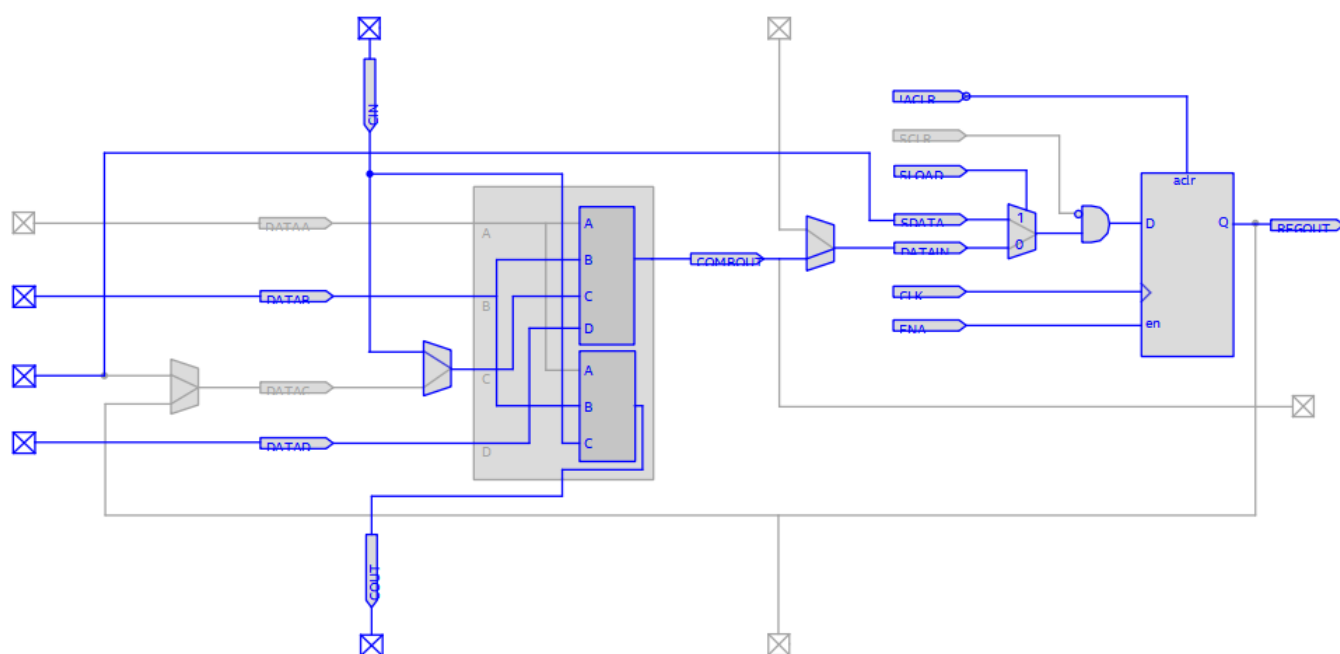 CIN
!ACLR
SCLR
aclr
SLOAD
DATAA
A
A
SDATA
1
D
Q
REGOUT
B
COMBOUT
DATAIN
0
DATAB
B
C
CLK
D
ENA
en
A
DATAC
C
B
DATAD
D
C
COUT